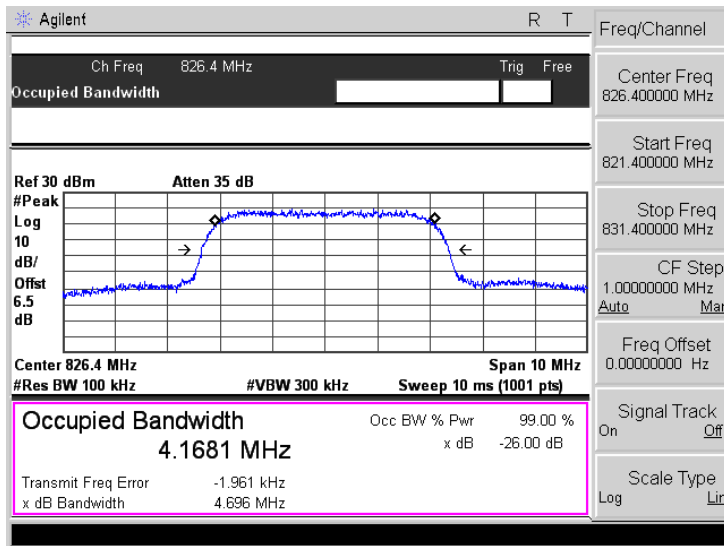 Agilent R T
Freq/Channel
Ch Freq 826.4 MHz Trig Free
Occupied Bandwidth
Center Freq
826.400000 MHz
Start Freq
821.400000 MHz
Stop Freq
831.400000 MHz
CF Step
1.00000000 MHz
Auto Man
Freq Offset
0.00000000 Hz
Signal Track
On Off
Scale Type
Log Lin
Ref 30 dBm Atten 35 dB
#Peak
Log
10
dB/
Offst
6.5
dB
Center 826.4 MHz Span 10 MHz
#Res BW 100 kHz #VBW 300 kHz Sweep 10 ms (1001 pts)
Occupied Bandwidth Occ BW % Pwr 99.00 %
4.1681 MHz x dB -26.00 dB
Transmit Freq Error -1.961 kHz
x dB Bandwidth 4.696 MHz